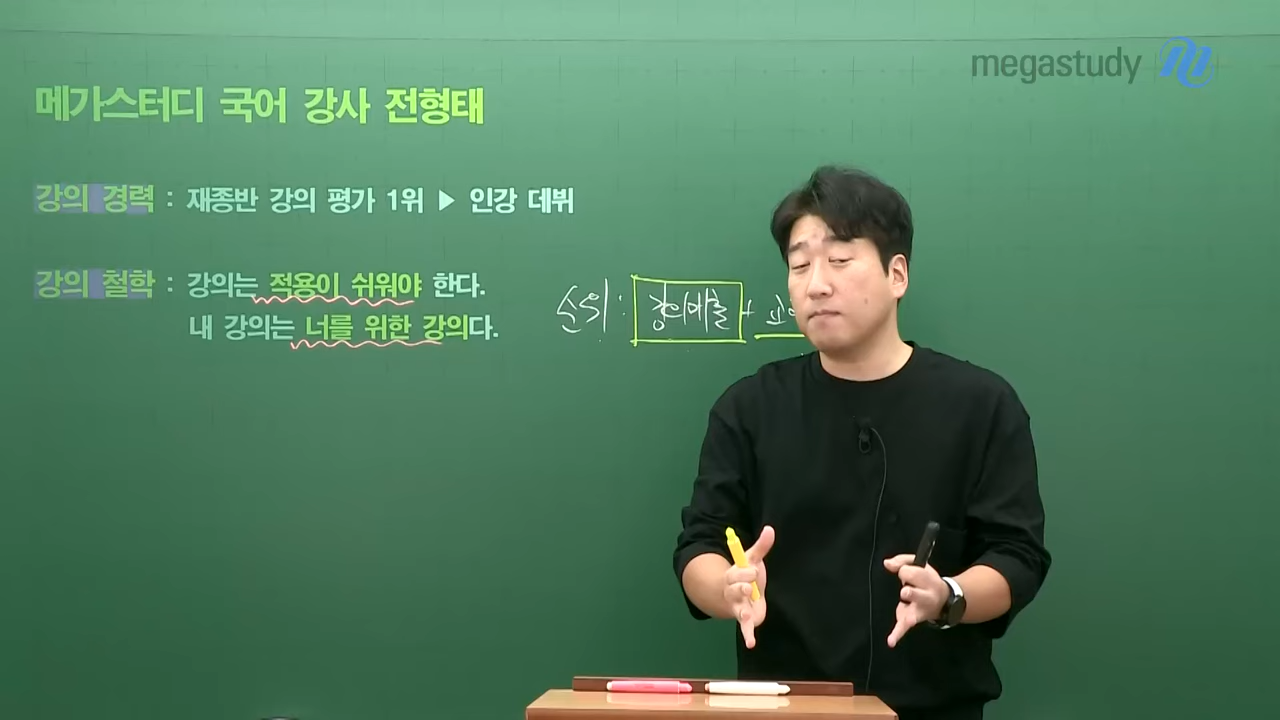 megastudy
메가스터디 국어 강사 전형태
강의 경력 : 재종반 강의 평가 1위 ▶ 인강 데뷔
강의 철학 : 강의는 적용이 쉬워야 한다.
내 강의는 너를 위한 강의다.
순의 : +